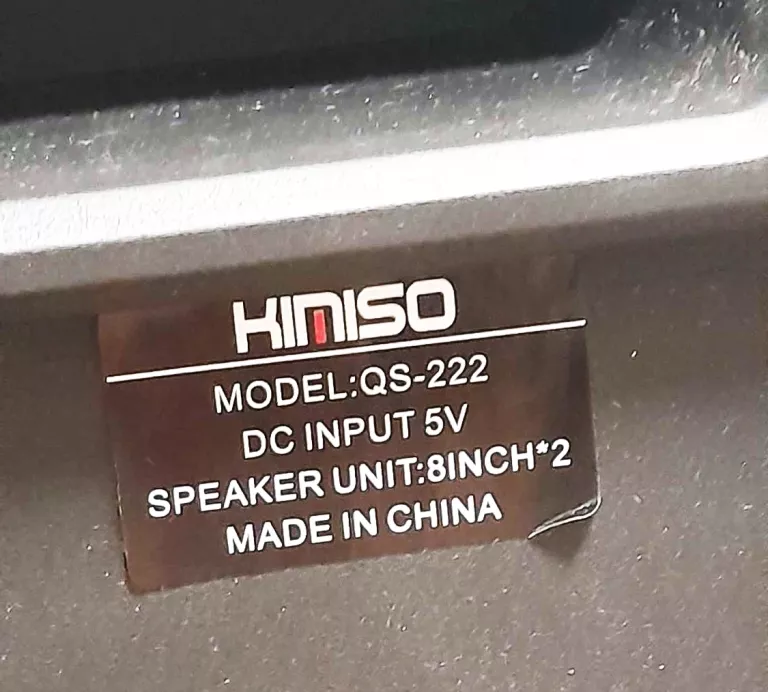 KIMISO
MODEL:QS-222
DC INPUT 5V
SPEAKER UNIT:8INCH*2
MADE IN CHINA